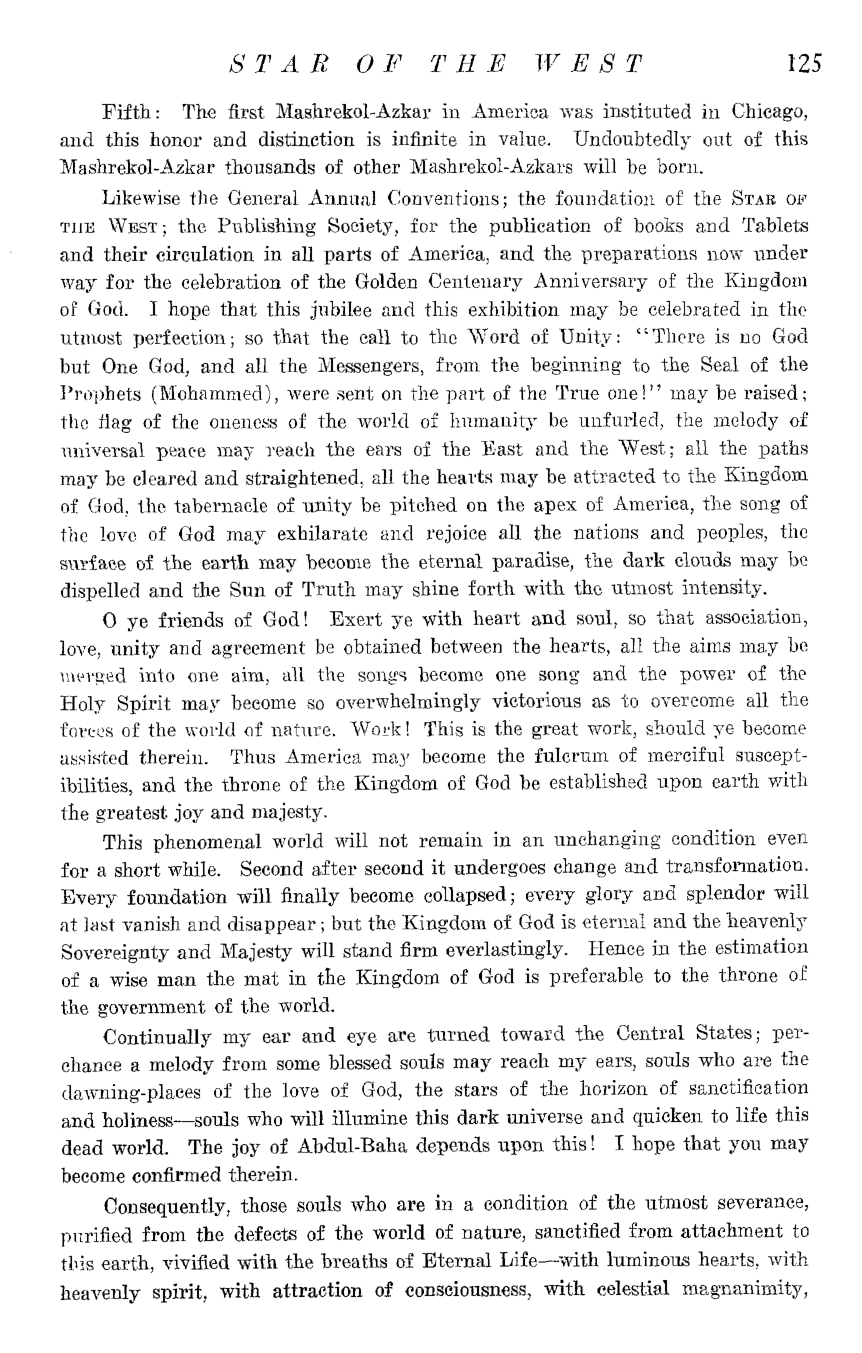 STAR OF THE WEST 125
Fifth: The first Mashrekol-Azkar in America was instituted in Chicago,
and this honor and distinction is infinite in value. Undoubtedly out of this
Mashrekol-Azkar thousands of other Mashrekol-Azkars will be born.
Likewise the General Annual Conventions; the foundation of the STAR OF
THE WEST; the Publishing Society, for the publication of books and Tablets
and their circulation in all parts of America, and the preparations now under
way for the celebration of the Golden Centenary Anniversary of the Kingdom
of God. I hope that this jubilee and this exhibition may be celebrated in the
utmost perfection; so that the call to the Word of Unity: “There is no God
but One God, and all the Messengers, from the beginning to the Seal of the
Prophets (Mohammed), were sent on the part of the True one!” may be raised;
the flag of the oneness of the world of humanity be unfurled, the melody of
universal peace may reach the ears of the East and the West; all the paths
may be cleared and straightened, all the hearts may be attracted to the Kingdom
of God, the tabernacle of unity be pitched on the apex of America, the song of
the love of God may exhilarate and rejoice all the nations and peoples, the
surface of the earth may become the eternal paradise, the dark clouds may be
dispelled and the Sun of Truth may shine forth with the utmost intensity.
O ye friends of God! Exert ye with heart and soul, so that association,
love, unity and agreement be obtained between the hearts, all the aims may be
merged into one aim, all the songs become one song and the power of the
Holy Spirit may become so overwhelmingly victorious as to overcome all the
forces of the world of nature. Work! This is the great work, should ye become
assisted therein. Thus America may become the fulcrum of merciful suscept-
ibilities, and the throne of the Kingdom of God be established upon earth with
the greatest joy and majesty.
This phenomenal world will not remain in an unchanging condition even
for a short while. Second after second it undergoes change and transformation.
Every foundation will finally become collapsed; every glory and splendor will
at last vanish and disappear; but the Kingdom of God is eternal and the heavenly
Sovereignty and Majesty will stand firm everlastingly. Hence in the estimation
of a wise man the mat in the Kingdom of God is preferable to the throne of
the government of the world.
Continually my ear and eye are turned toward the Central States; per-
chance a melody from some blessed souls may reach my ears, souls who are the
dawning-places of the love of God, the stars of the horizon of sanctification
and holiness—souls who will illumine this dark universe and quicken to life this
dead world. The joy of Abdul-Baha depends upon this! I hope that you may
become confirmed therein.
Consequently, those souls who are in a condition of the utmost severance,
purified from the defects of the world of nature, sanctified from attachment to
this earth, vivified with the breaths of Eternal Life—with luminous hearts, with
heavenly spirit, with attraction of consciousness, with celestial magnanimity,